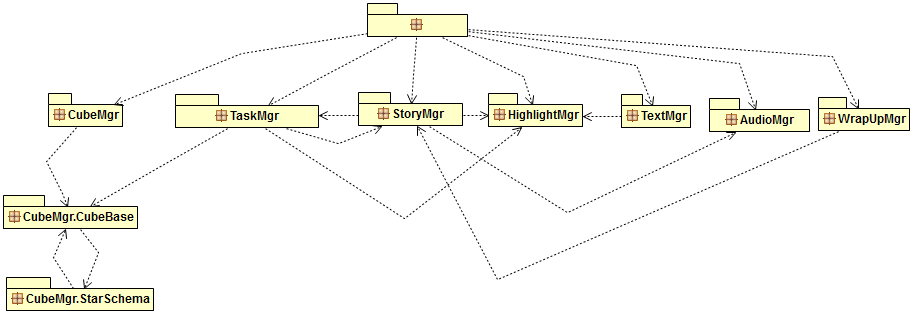 CubeMgr
TaskMgr
StoryMgr
HighlightMgr
TextMgr
AudioMgr
WrapUpMgr
CubeMgr.CubeBase
CubeMgr.StarSchema